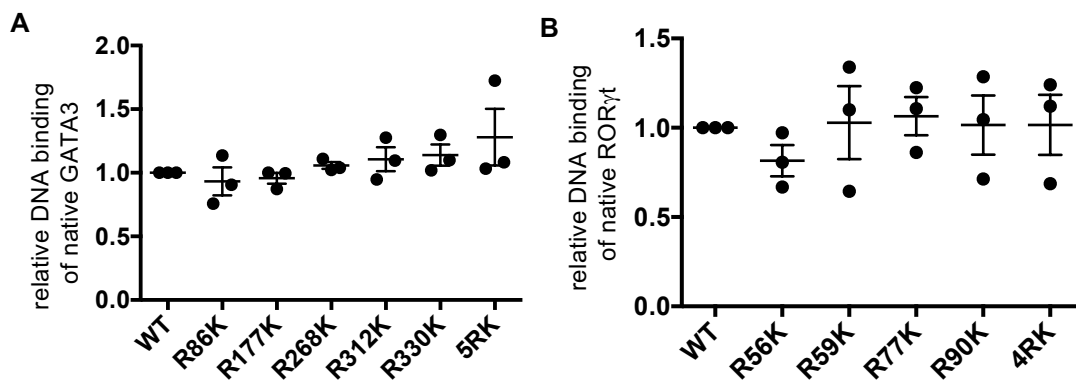 A
relative DNA binding
of native GATA3
2.0
1.5
1.0
0.5
0.0
WT
R86K
R177K
R268K
R312K
R330K
5RK
B
relative DNA binding
of native RORγt
1.5
1.0
0.5
0.0
WT
R56K
R59K
R77K
R90K
4RK